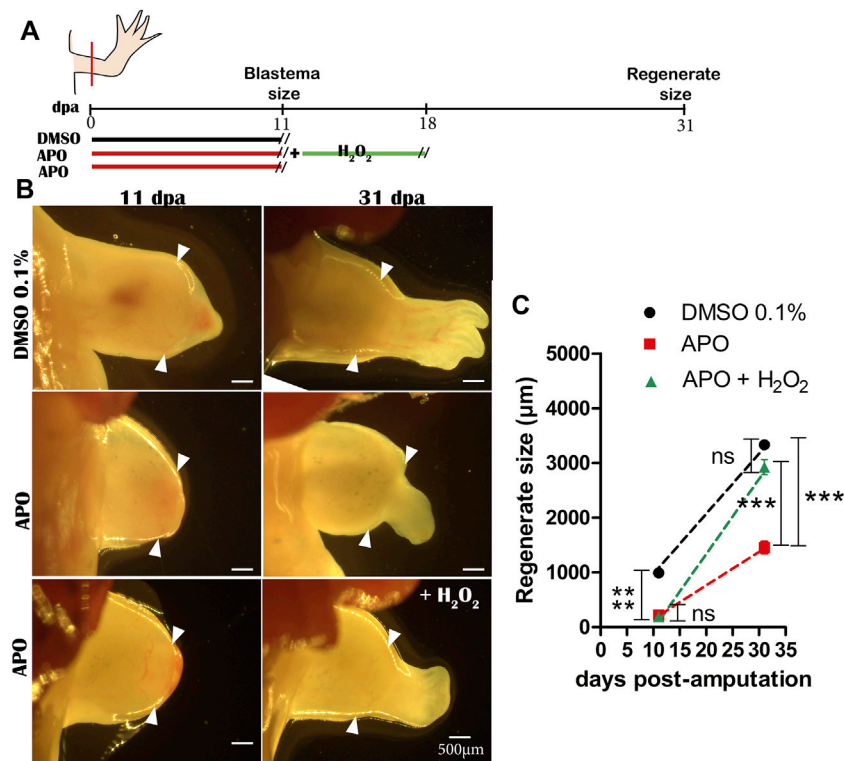 A
Blastema
size
Regenerate
size
dpa
0 11 18 31
DMSO
APO + H₂O₂
APO
B
11 dpa 31 dpa
DMSO 0.1%
APO
APO
+ H₂O₂
500µm
C
DMSO 0.1%
APO
APO + H₂O₂
Regenerate size (µm)
5000
4000
3000
2000
1000
0
ns
***
***
**
**
ns
0 5 10 15 20 25 30 35
days post-amputation